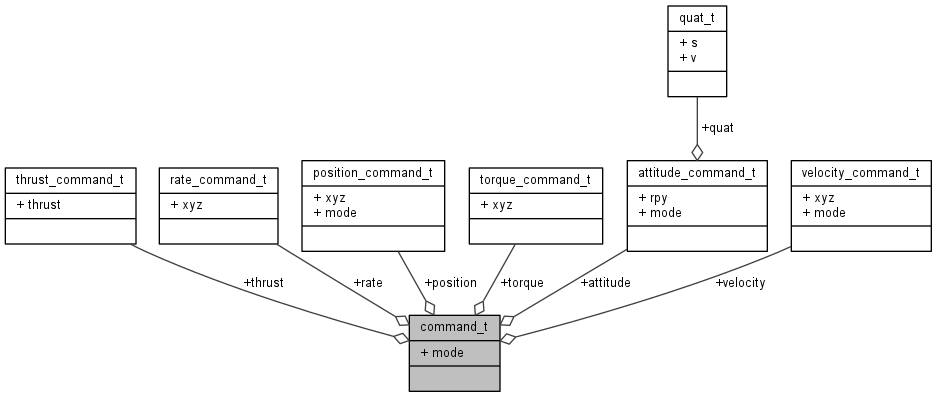 quat_t
+ s
+ v
+quat
thrust_command_t
+ thrust
rate_command_t
+ xyz
position_command_t
+ xyz
+ mode
torque_command_t
+ xyz
attitude_command_t
+ rpy
+ mode
velocity_command_t
+ xyz
+ mode
+thrust
+rate
+position
+torque
+attitude
+velocity
command_t
+ mode